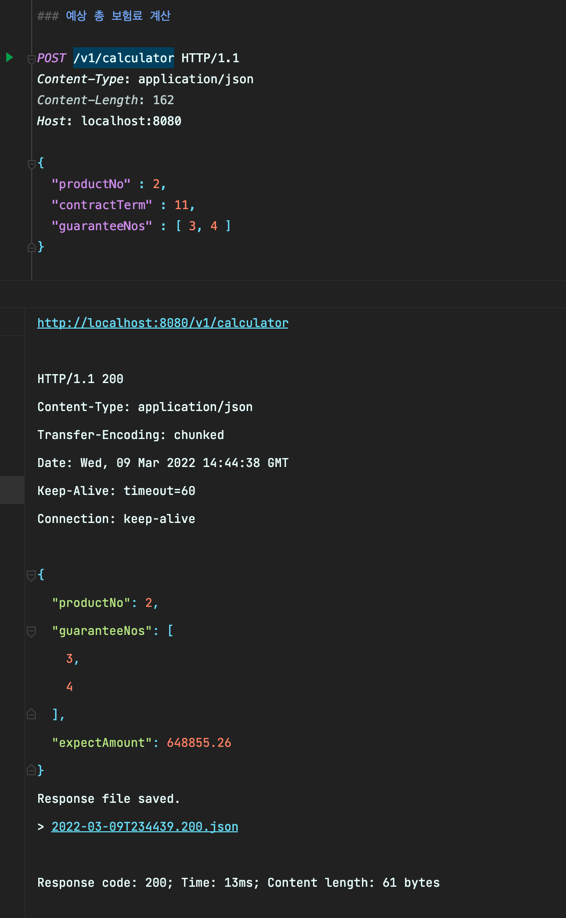 ### 예상 총 보험료 계산
POST /v1/calculator HTTP/1.1
Content-Type: application/json
Content-Length: 162
Host: localhost:8080
{
"productNo" : 2,
"contractTerm" : 11,
"guaranteeNos" : [ 3, 4 ]
}
http://localhost:8080/v1/calculator
HTTP/1.1 200
Content-Type: application/json
Transfer-Encoding: chunked
Date: Wed, 09 Mar 2022 14:44:38 GMT
Keep-Alive: timeout=60
Connection: keep-alive
{
"productNo": 2,
"guaranteeNos": [
3,
4
],
"expectAmount": 648855.26
}
Response file saved.
> 2022-03-09T234439.200.json
Response code: 200; Time: 13ms; Content length: 61 bytes